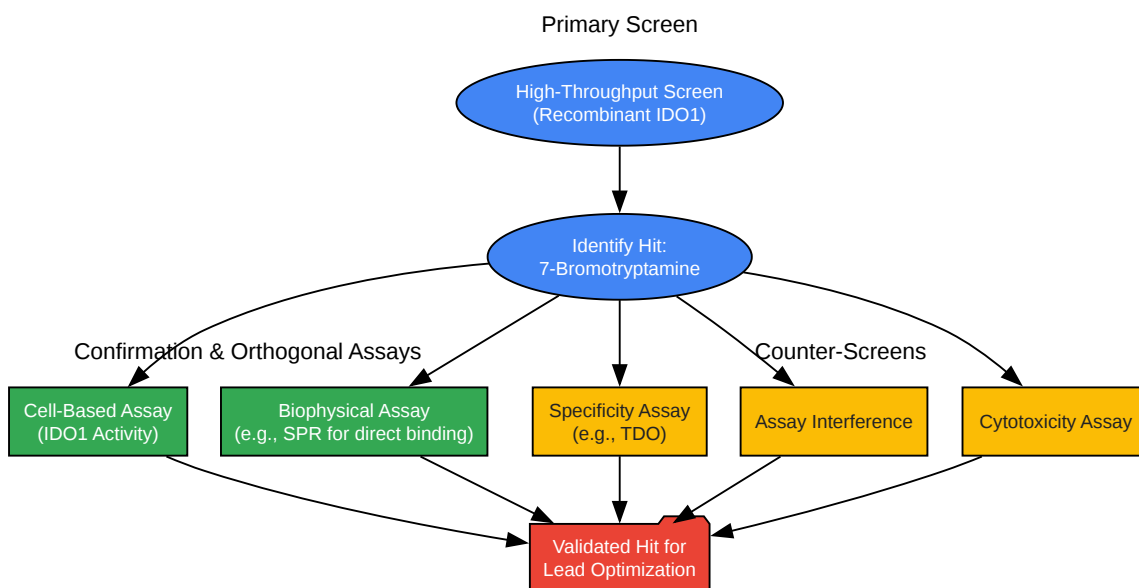 Primary Screen
High-Throughput Screen
(Recombinant IDO1)
Identify Hit:
7-Bromotryptamine
Confirmation & Orthogonal Assays
Counter-Screens
Cell-Based Assay
(IDO1 Activity)
Biophysical Assay
(e.g., SPR for direct binding)
Specificity Assay
(e.g., TDO)
Assay Interference
Cytotoxicity Assay
Validated Hit for
Lead Optimization